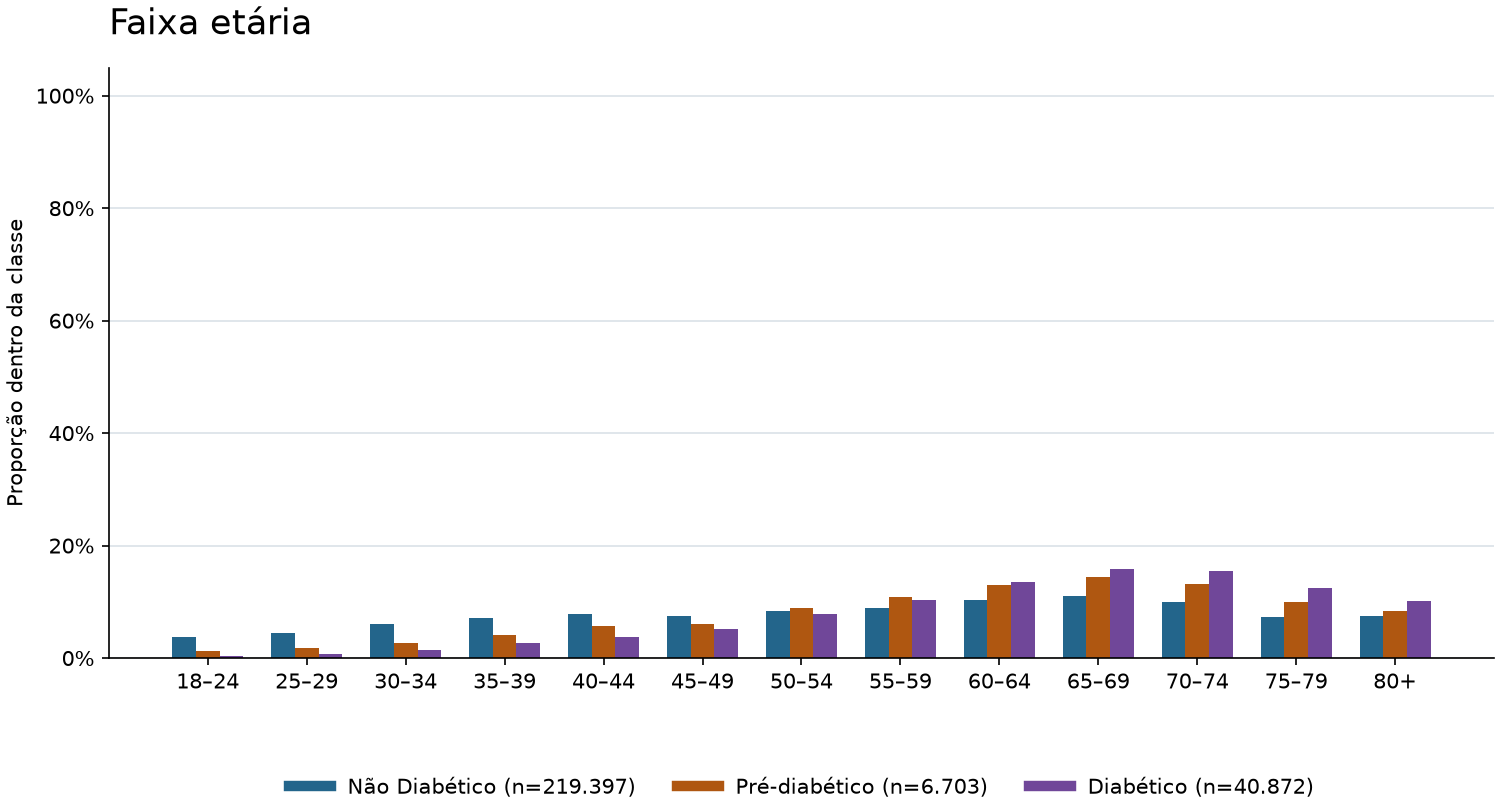 Faixa etária
Proporção dentro da classe
100%
80%
60%
40%
20%
0%
18–24 25–29 30–34 35–39 40–44 45–49 50–54 55–59 60–64 65–69 70–74 75–79 80+
Não Diabético (n=219.397) Pré-diabético (n=6.703) Diabético (n=40.872)